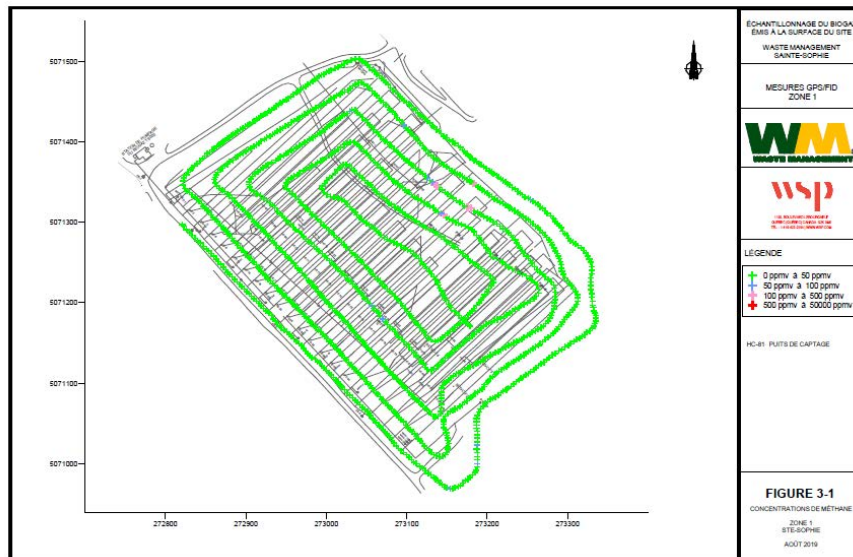 ÉCHANTILLONNAGE DU BIOGA
ÉMIS À LA SURFACE DU SITE
WASTE MANAGEMENT
SAINTE-SOPHIE
MESURES GPS/FID
ZONE 1
WM
WASTE MANAGEMENT
wsp
LÉGENDE
0 ppmv à 50 ppmv
50 ppmv à 100 ppmv
100 ppmv à 500 ppmv
500 ppmv à 50000 ppmv
HC-81 PUITS DE CAPTAGE
FIGURE 3-1
CONCENTRATIONS DE MÉTHANE
ZONE 1
STE-SOPHIE
AOÛT 2019
5071500
5071400
5071300
5071200
5071100
5071000
272800
272900
273000
273100
273200
273300